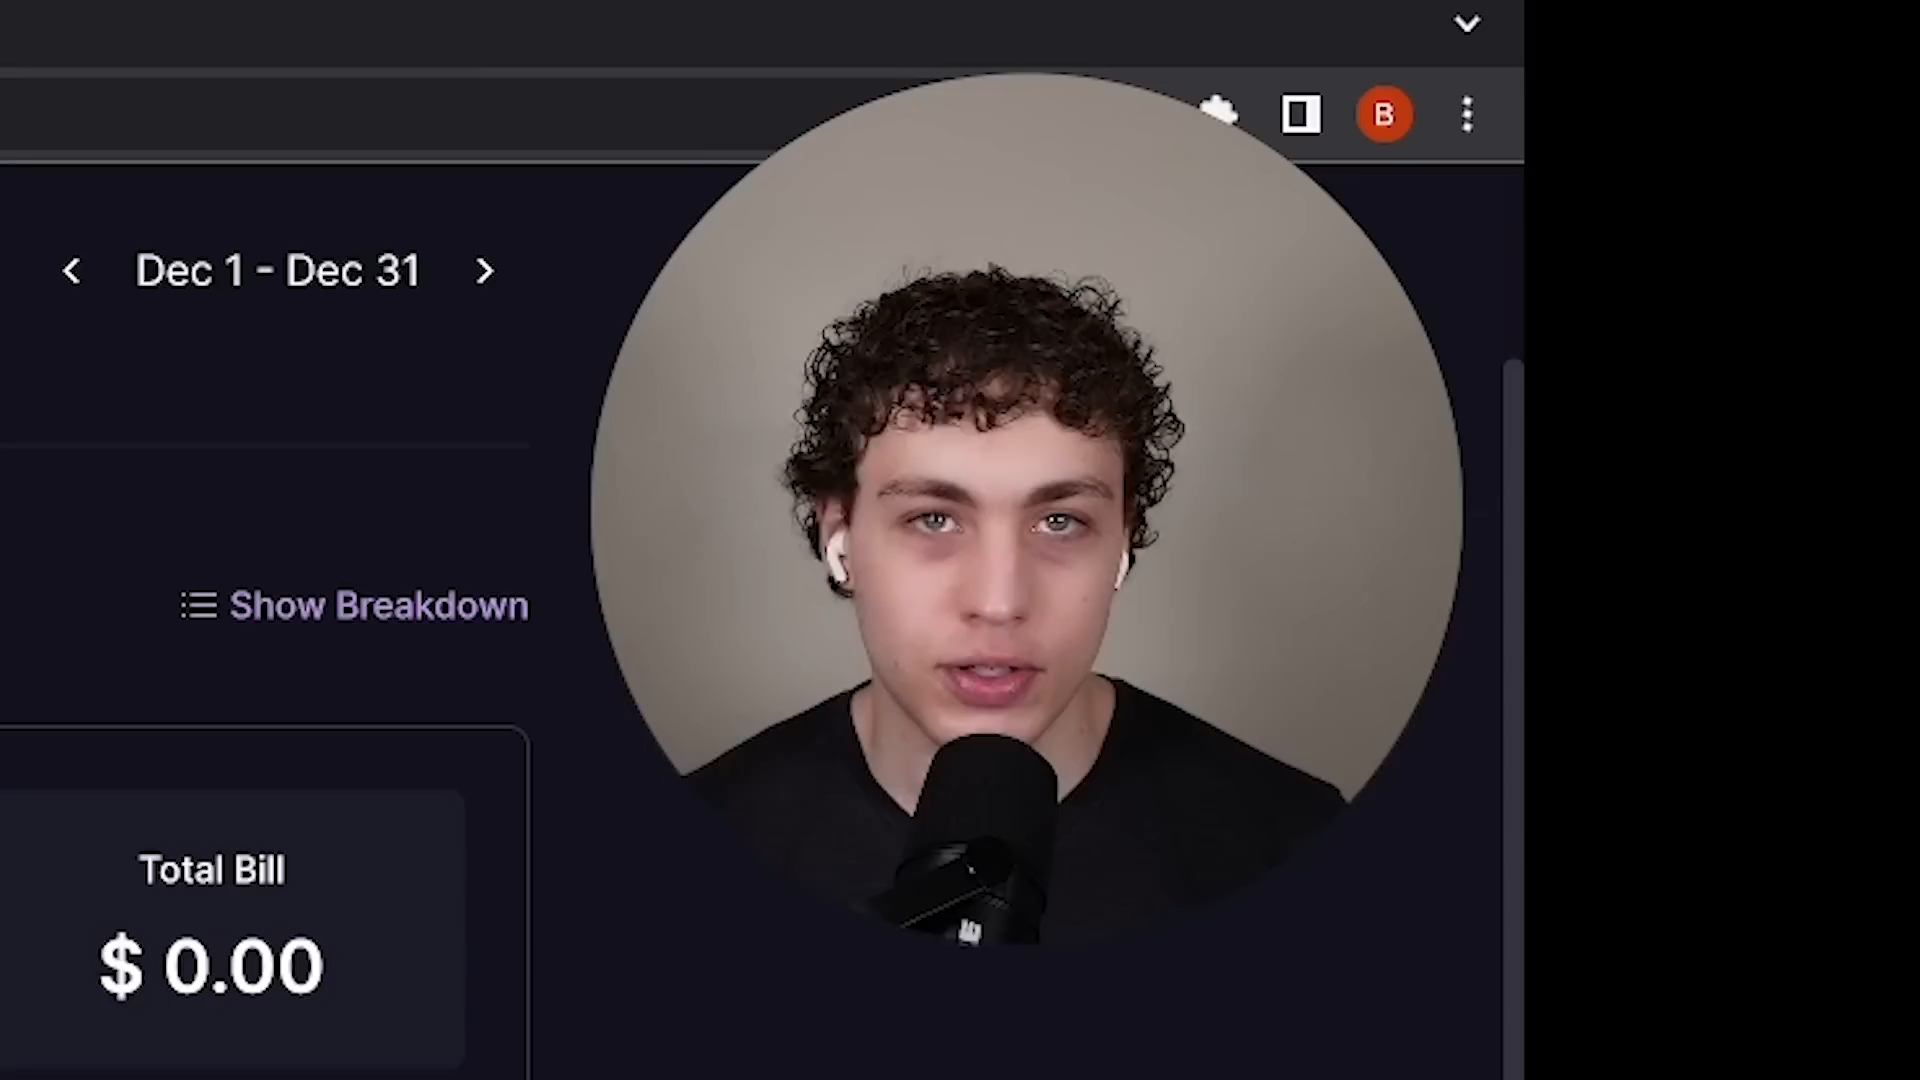 B
Dec 1 - Dec 31
Show Breakdown
Total Bill
$ 0.00